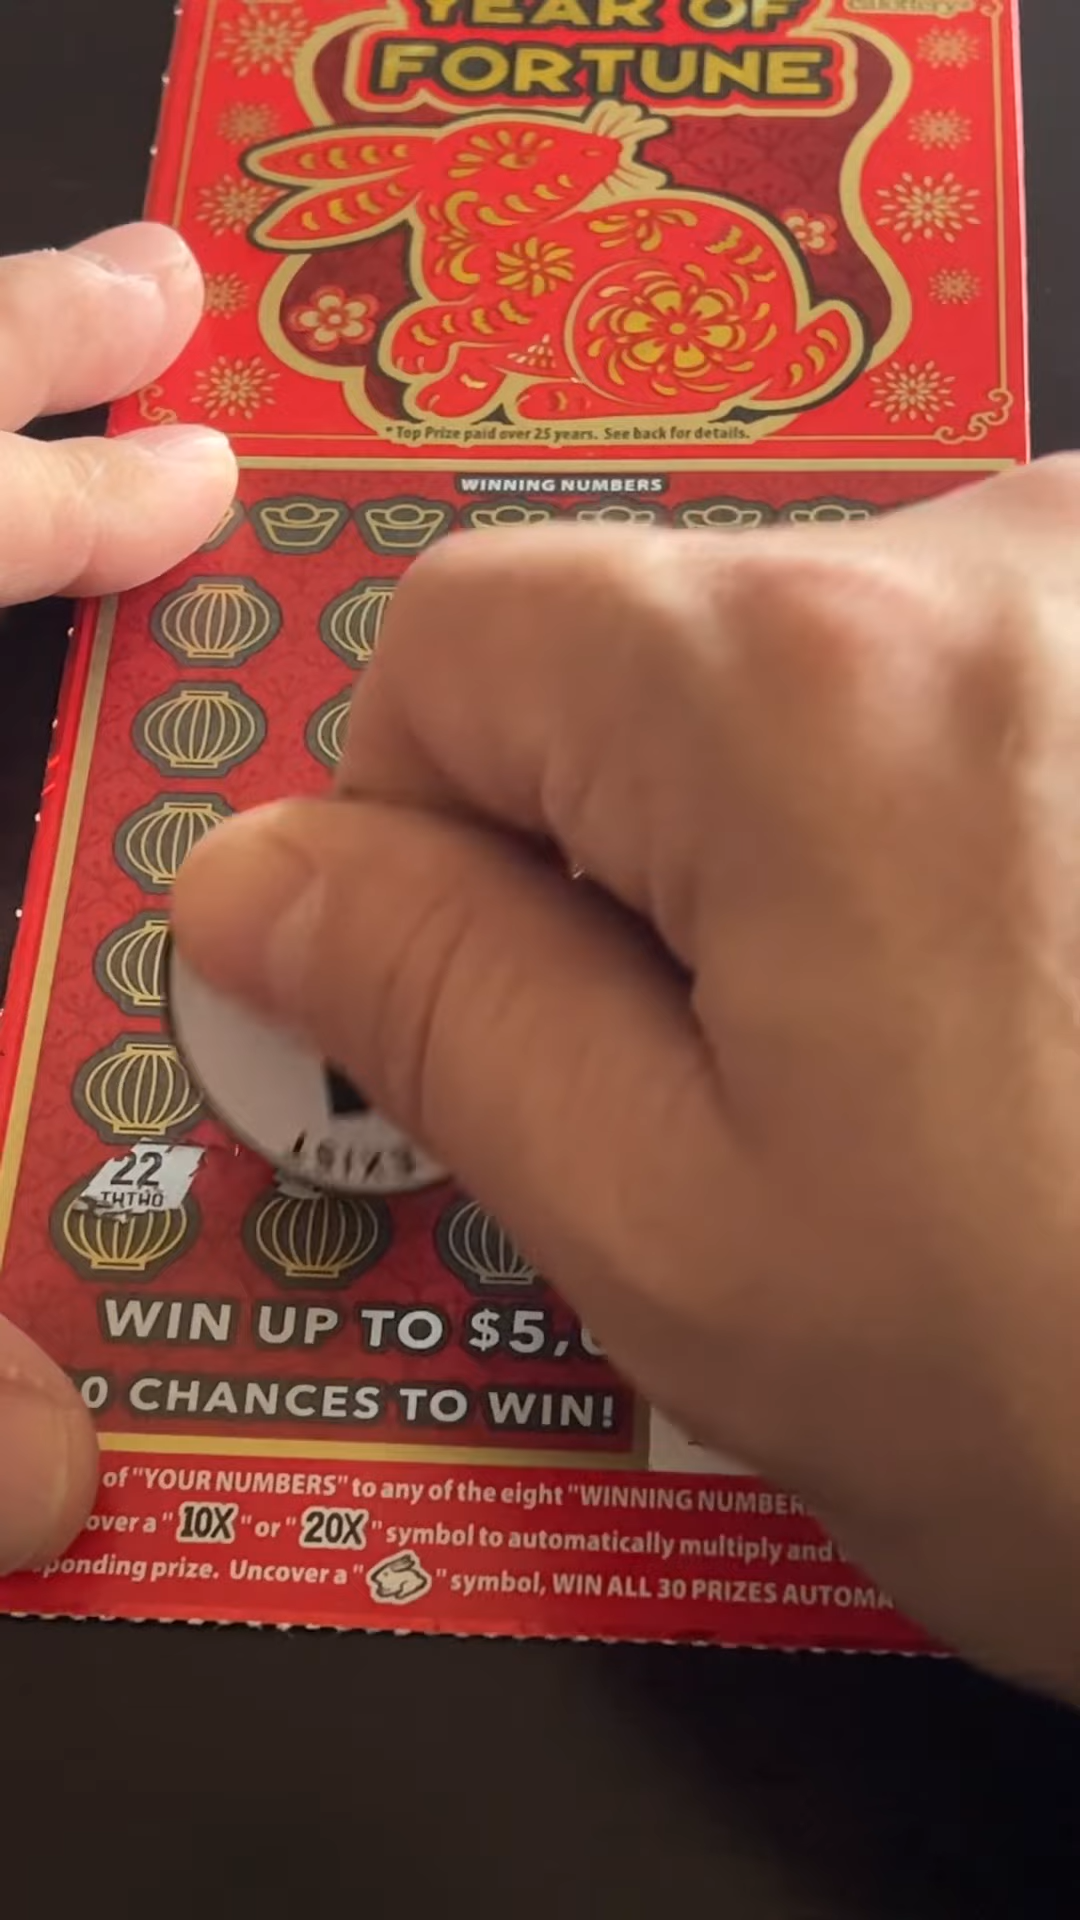 YEAR OF
FORTUNE
* Top Prize paid over 25 years. See back for details.
WINNING NUMBERS
22
TWTWO
WIN UP TO $5,
0 CHANCES TO WIN!
of "YOUR NUMBERS" to any of the eight "WINNING NUMBER
over a "10X" or "20X" symbol to automatically multiply and
ponding prize. Uncover a " " symbol, WIN ALL 30 PRIZES AUTOMA